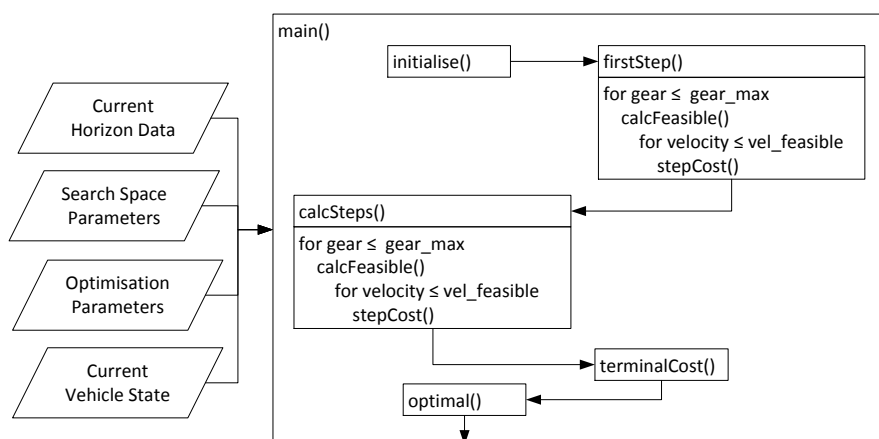 main()
initialise()
firstStep()
for gear ≤ gear_max
calcFeasible()
for velocity ≤ vel_feasible
stepCost()
Current
Horizon Data
Search Space
Parameters
Optimisation
Parameters
Current
Vehicle State
calcSteps()
for gear ≤ gear_max
calcFeasible()
for velocity ≤ vel_feasible
stepCost()
terminalCost()
optimal()